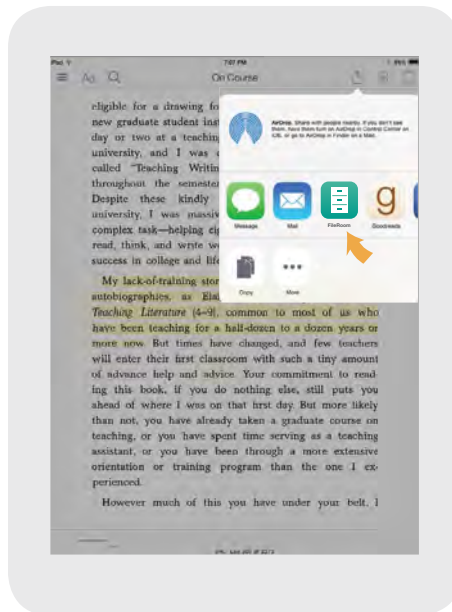 iPad
7:07 PM
86%
Aa
On Course
eligible for a drawing fo
new graduate student inst
day or two at a teaching
university, and I was
called "Teaching Writin
throughout the semester
Despite these kindly
university, I was massiv
complex task—helping eig
read, think, and write we
success in college and life
AirDrop. Share with people nearby. If you don't see
them, have them turn on AirDrop in Control Center on
iOS, or go to AirDrop in Finder on a Mac.
Message
Mail
FileRoom
g
Goodreads
Copy
More
My lack-of-training stor
autobiographies, as Elai
Teaching Literature (4–9), common to most of us who
have been teaching for a half-dozen to a dozen years or
more now. But times have changed, and few teachers
will enter their first classroom with such a tiny amount
of advance help and advice. Your commitment to read-
ing this book, if you do nothing else, still puts you
ahead of where I was on that first day. But more likely
than not, you have already taken a graduate course on
teaching, or you have spent time serving as a teaching
assistant, or you have been through a more extensive
orientation or training program than the one I ex-
perienced.
However much of this you have under your belt, I